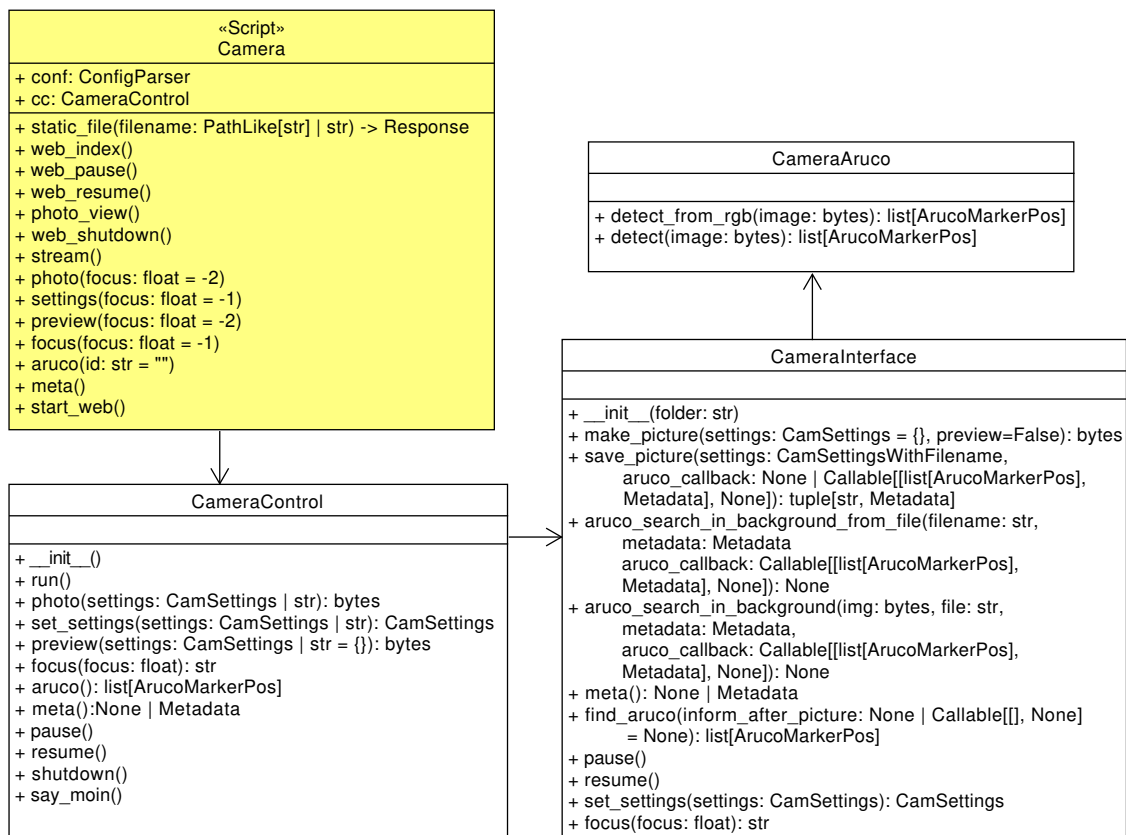 «Script»
Camera
+ conf: ConfigParser
+ cc: CameraControl
+ static_file(filename: PathLike[str] | str) -> Response
+ web_index()
+ web_pause()
+ web_resume()
+ photo_view()
+ web_shutdown()
+ stream()
+ photo(focus: float = -2)
+ settings(focus: float = -1)
+ preview(focus: float = -2)
+ focus(focus: float = -1)
+ aruco(id: str = "")
+ meta()
+ start_web()
CameraControl
+ __init__()
+ run()
+ photo(settings: CamSettings | str): bytes
+ set_settings(settings: CamSettings | str): CamSettings
+ preview(settings: CamSettings | str = {}): bytes
+ focus(focus: float): str
+ aruco(): list[ArucoMarkerPos]
+ meta():None | Metadata
+ pause()
+ resume()
+ shutdown()
+ say_moin()
CameraAruco
+ detect_from_rgb(image: bytes): list[ArucoMarkerPos]
+ detect(image: bytes): list[ArucoMarkerPos]
CameraInterface
+ __init__(folder: str)
+ make_picture(settings: CamSettings = {}, preview=False): bytes
+ save_picture(settings: CamSettingsWithFilename,
aruco_callback: None | Callable[[list[ArucoMarkerPos],
Metadata], None]): tuple[str, Metadata]
+ aruco_search_in_background_from_file(filename: str,
metadata: Metadata
aruco_callback: Callable[[list[ArucoMarkerPos],
Metadata], None]): None
+ aruco_search_in_background(img: bytes, file: str,
metadata: Metadata,
aruco_callback: Callable[[list[ArucoMarkerPos],
Metadata], None]): None
+ meta(): None | Metadata
+ find_aruco(inform_after_picture: None | Callable[[], None]
= None): list[ArucoMarkerPos]
+ pause()
+ resume()
+ set_settings(settings: CamSettings): CamSettings
+ focus(focus: float): str